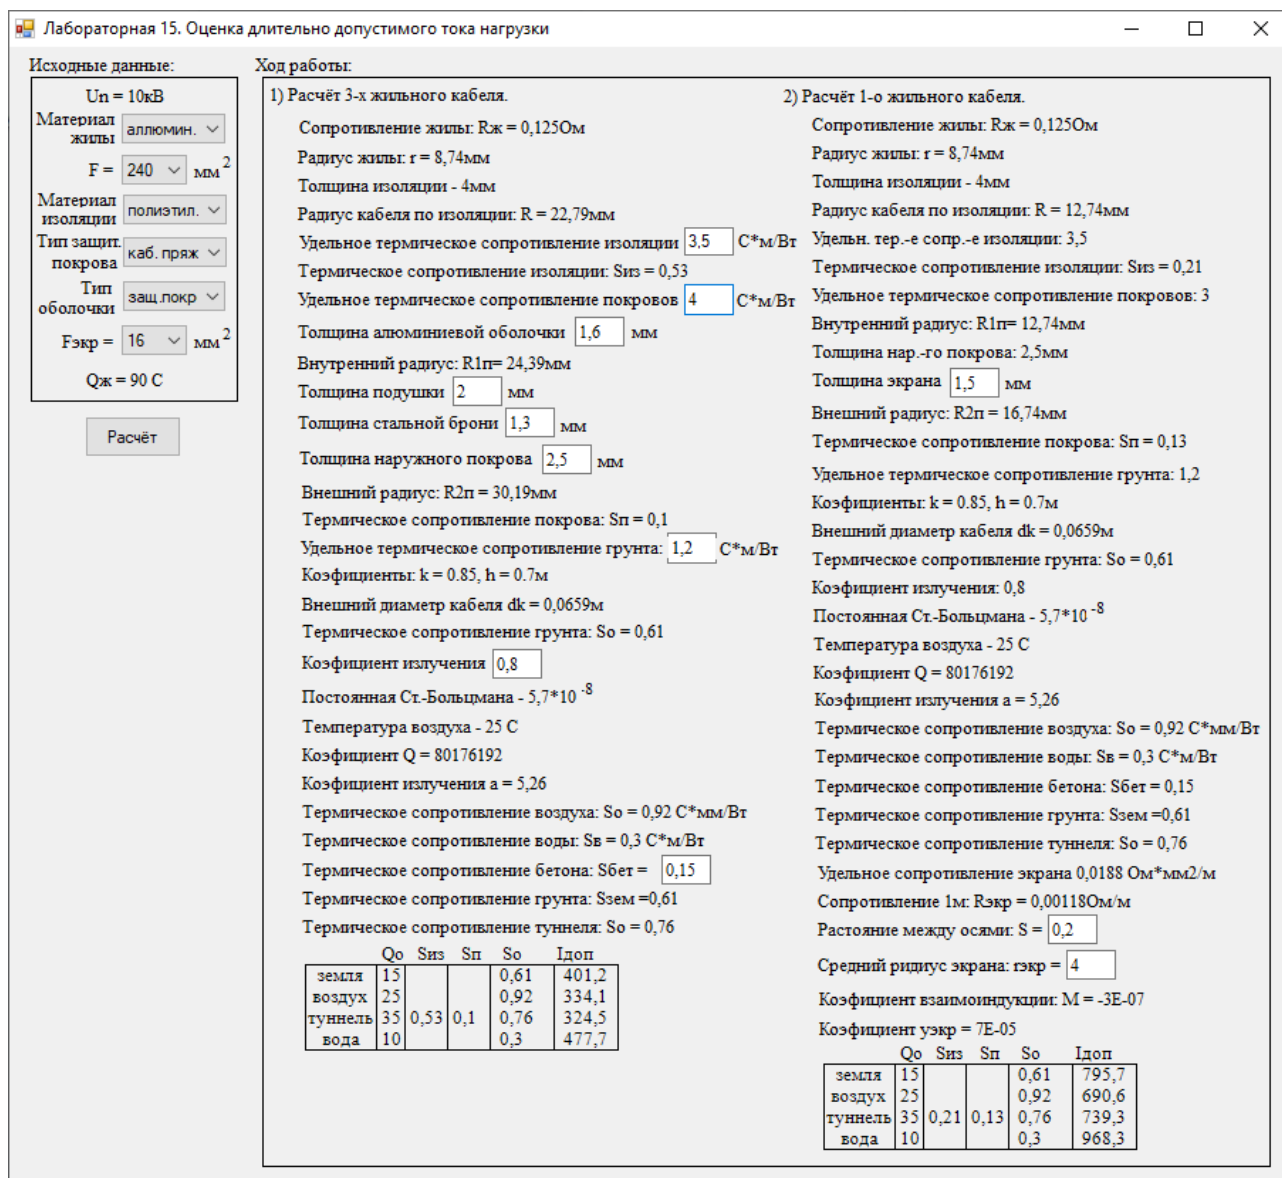 Лабораторная 15. Оценка длительно допустимого тока нагрузки
Исходные данные:
Uп = 10кВ
Материал жилы аллюмин.
F = 240 мм 2
Материал изоляции полиэтил.
Тип защит. покрова каб. пряж
Тип оболочки защ.покр
Fэкр = 16 мм 2
Qж = 90 С
Расчёт
Ход работы:
1) Расчёт 3-х жильного кабеля.
Сопротивление жилы: Rж = 0,125Ом
Радиус жилы: r = 8,74мм
Толщина изоляции - 4мм
Радиус кабеля по изоляции: R = 22,79мм
Удельное термическое сопротивление изоляции 3,5 С*м/Вт
Термическое сопротивление изоляции: Sиз = 0,53
Удельное термическое сопротивление покровов 4 С*м/Вт
Толщина алюминиевой оболочки 1,6 мм
Внутренний радиус: R1п= 24,39мм
Толщина подушки 2 мм
Толщина стальной брони 1,3 мм
Толщина наружного покрова 2,5 мм
Внешний радиус: R2п = 30,19мм
Термическое сопротивление покрова: Sп = 0,1
Удельное термическое сопротивление грунта: 1,2 С*м/Вт
Коэфициенты: k = 0.85, h = 0.7м
Внешний диаметр кабеля dk = 0,0659м
Термическое сопротивление грунта: So = 0,61
Коэфициент излучения 0,8
Постоянная Ст.-Больцмана - 5,7*10 -8
Температура воздуха - 25 С
Коэфициент Q = 80176192
Коэфициент излучения a = 5,26
Термическое сопротивление воздуха: So = 0,92 С*мм/Вт
Термическое сопротивление воды: Sв = 0,3 С*м/Вт
Термическое сопротивление бетона: Sбет = 0,15
Термическое сопротивление грунта: Sзем =0,61
Термическое сопротивление туннеля: So = 0,76
Qo Sиз Sп So Iдоп
земля 15 0,61 401,2
воздух 25 0,92 334,1
туннель 35 0,53 0,1 0,76 324,5
вода 10 0,3 477,7
2) Расчёт 1-о жильного кабеля.
Сопротивление жилы: Rж = 0,125Ом
Радиус жилы: r = 8,74мм
Толщина изоляции - 4мм
Радиус кабеля по изоляции: R = 12,74мм
Удельн. тер.-е сопр.-е изоляции: 3,5
Термическое сопротивление изоляции: Sиз = 0,21
Удельное термическое сопротивление покровов: 3
Внутренний радиус: R1п= 12,74мм
Толщина нар.-го покрова: 2,5мм
Толщина экрана 1,5 мм
Внешний радиус: R2п = 16,74мм
Термическое сопротивление покрова: Sп = 0,13
Удельное термическое сопротивление грунта: 1,2
Коэфициенты: k = 0.85, h = 0.7м
Внешний диаметр кабеля dk = 0,0659м
Термическое сопротивление грунта: So = 0,61
Коэфициент излучения: 0,8
Постоянная Ст.-Больцмана - 5,7*10 -8
Температура воздуха - 25 С
Коэфициент Q = 80176192
Коэфициент излучения a = 5,26
Термическое сопротивление воздуха: So = 0,92 С*мм/Вт
Термическое сопротивление воды: Sв = 0,3 С*м/Вт
Термическое сопротивление бетона: Sбет = 0,15
Термическое сопротивление грунта: Sзем =0,61
Термическое сопротивление туннеля: So = 0,76
Удельное сопротивление экрана 0,0188 Ом*мм2/м
Сопротивление 1м: Rэкр = 0,00118Ом/м
Растояние между осями: S = 0,2
Средний ридиус экрана: rэкр = 4
Коэфициент взаимоиндукции: M = -3E-07
Коэфициент yэкр = 7E-05
Qo Sиз Sп So Iдоп
земля 15 0,61 795,7
воздух 25 0,92 690,6
туннель 35 0,21 0,13 0,76 739,3
вода 10 0,3 968,3